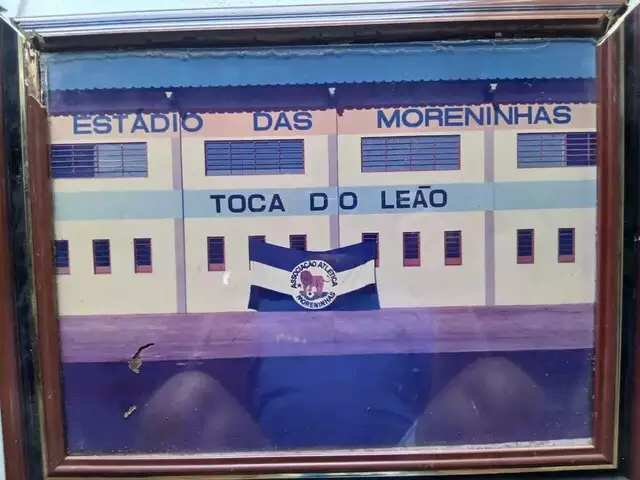 ESTÁDIO DAS MORENINHAS
TOCA DO LEÃO
ASSOCIAÇÃO ATLÉTICA
MORENINHAS